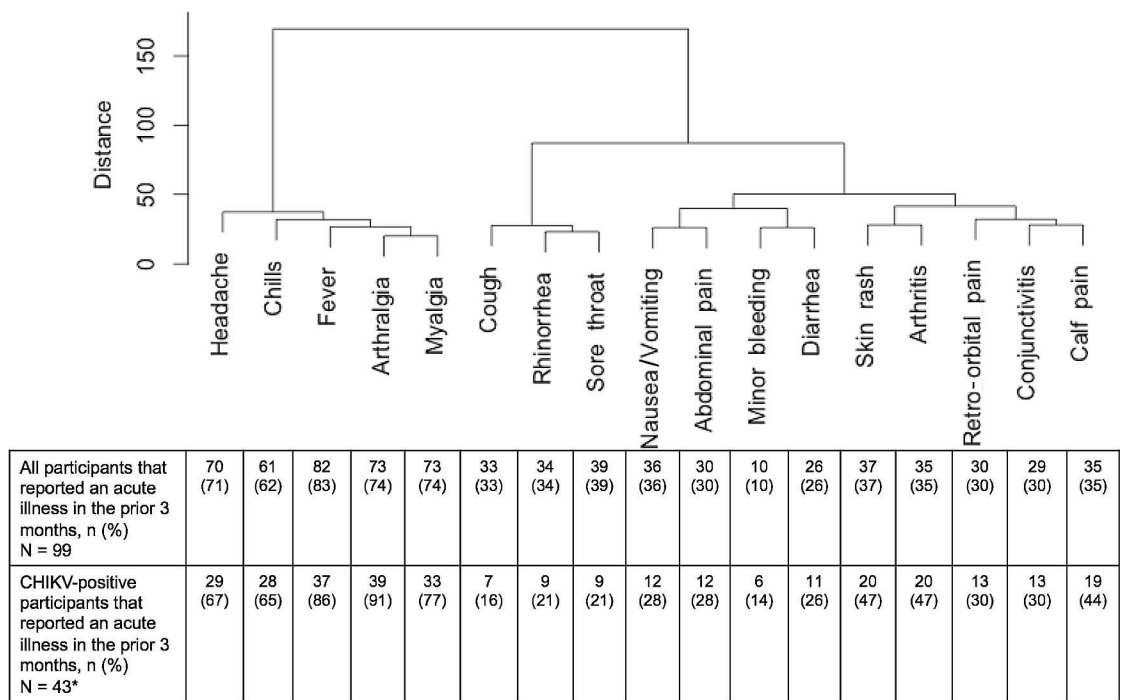 150
100
50
0
Distance
Headache
Chills
Fever
Arthralgia
Myalgia
Cough
Rhinorrhea
Sore throat
Nausea/Vomiting
Abdominal pain
Minor bleeding
Diarrhea
Skin rash
Arthritis
Retro-orbital pain
Conjunctivitis
Calf pain
All participants that
reported an acute
illness in the prior 3
months, n (%)
N = 99
70 61 82 73 73 33 34 39 36 30 10 26 37 35 30 29 35
(71) (62) (83) (74) (74) (33) (34) (39) (36) (30) (10) (26) (37) (35) (30) (30) (35)
CHIKV-positive
participants that
reported an acute
illness in the prior 3
months, n (%)
N = 43*
29 28 37 39 33 7 9 9 12 12 6 11 20 20 13 13 19
(67) (65) (86) (91) (77) (16) (21) (21) (28) (28) (14) (26) (47) (47) (30) (30) (44)